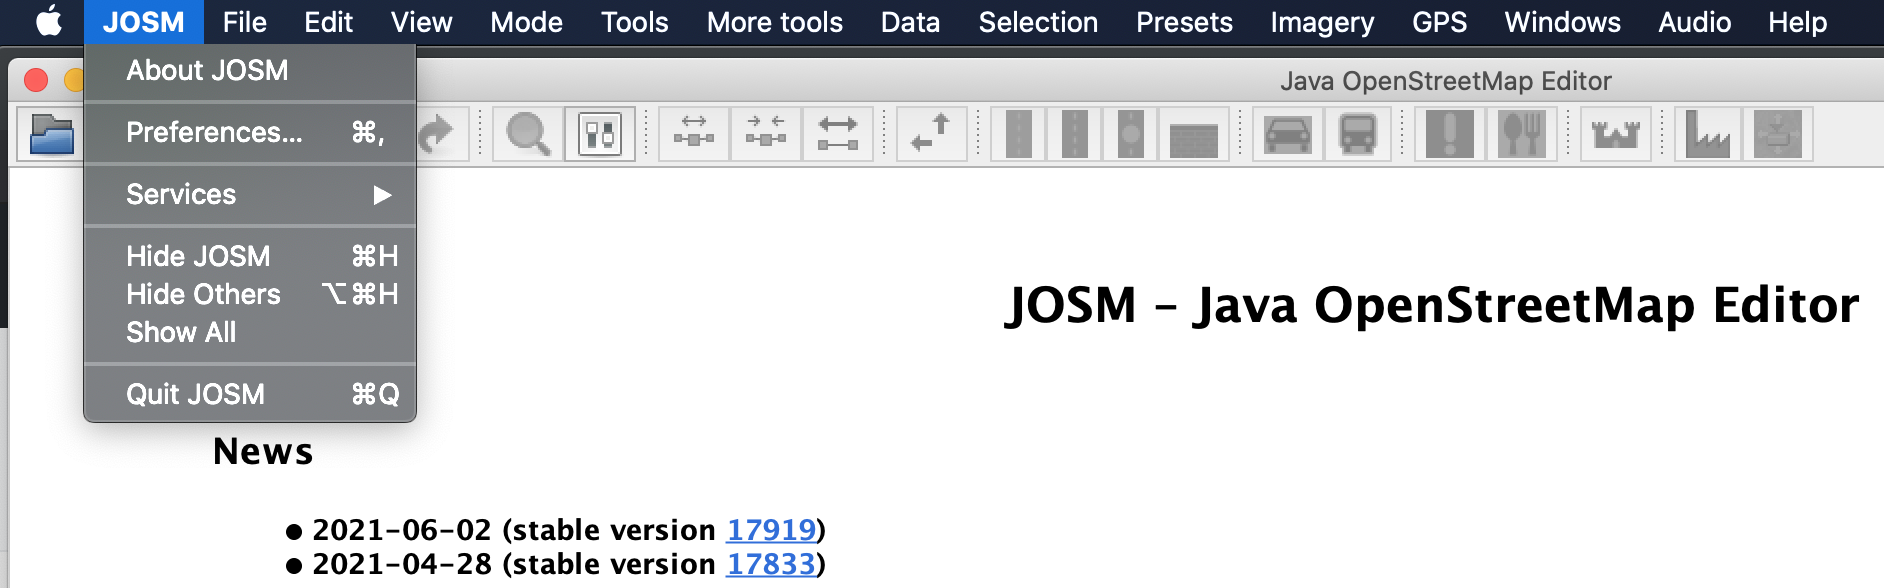 JOSM File Edit View Mode Tools More tools Data Selection Presets Imagery GPS Windows Audio Help
Java OpenStreetMap Editor
About JOSM
Preferences... ⌘,
Services ▶
Hide JOSM ⌘H
Hide Others ⌥⌘H
Show All
Quit JOSM ⌘Q
JOSM – Java OpenStreetMap Editor
News
● 2021-06-02 (stable version 17919)
● 2021-04-28 (stable version 17833)